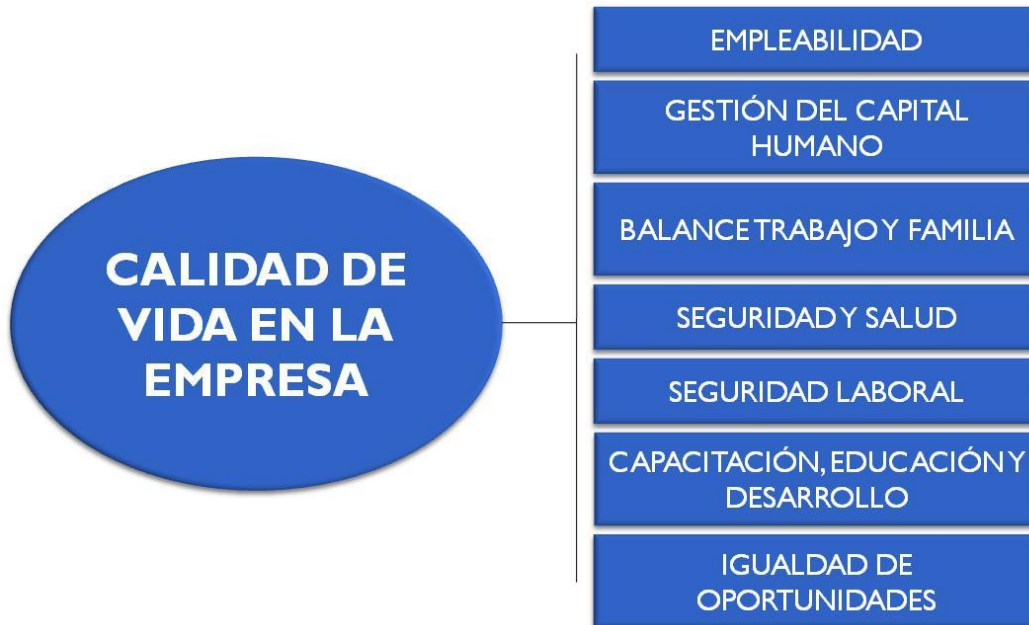 EMPLEABILIDAD
GESTIÓN DEL CAPITAL
HUMANO
BALANCE TRABAJO Y FAMILIA
CALIDAD DE
VIDA EN LA
EMPRESA
SEGURIDAD Y SALUD
SEGURIDAD LABORAL
CAPACITACIÓN, EDUCACIÓN Y
DESARROLLO
IGUALDAD DE
OPORTUNIDADES